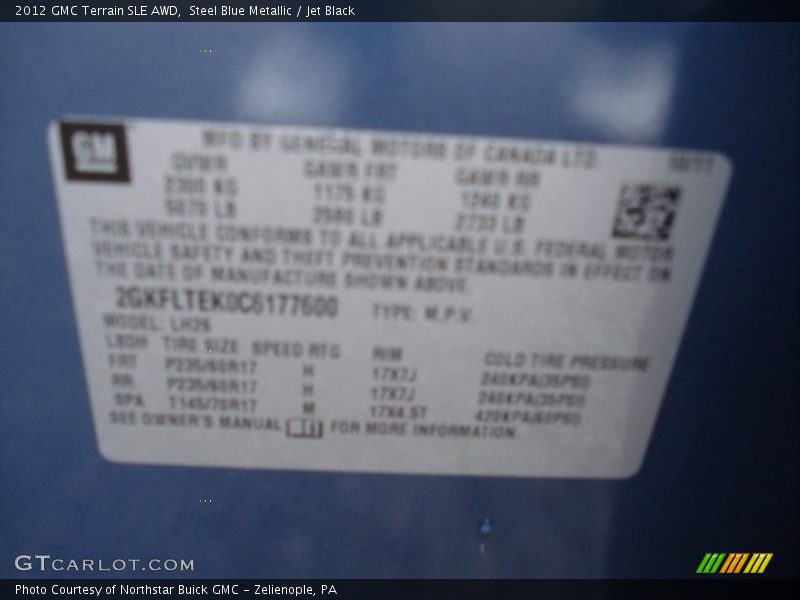 2012 GMC Terrain SLE AWD, Steel Blue Metallic / Jet Black
GM
MFD BY GENERAL MOTORS OF CANADA LTD. 10/11
GVWR GAWR FRT GAWR RR
2300 KG 1175 KG 1240 KG
5070 LB 2590 LB 2733 LB
THIS VEHICLE CONFORMS TO ALL APPLICABLE U.S. FEDERAL MOTOR
VEHICLE SAFETY AND THEFT PREVENTION STANDARDS IN EFFECT ON
THE DATE OF MANUFACTURE SHOWN ABOVE.
2GKFLTEK0C6177600 TYPE: M.P.V.
MODEL: LH26
TIRE SIZE SPEED RTG RIM COLD TIRE PRESSURE
FRT P235/60R17 H 17X7J 240KPA(35PSI)
RR P235/60R17 H 17X7J 240KPA(35PSI)
SPA T145/70R17 M 17X4.5T 420KPA(60PSI)
SEE OWNER'S MANUAL FOR MORE INFORMATION.
GTCARLOT.COM
Photo Courtesy of Northstar Buick GMC - Zelienople, PA